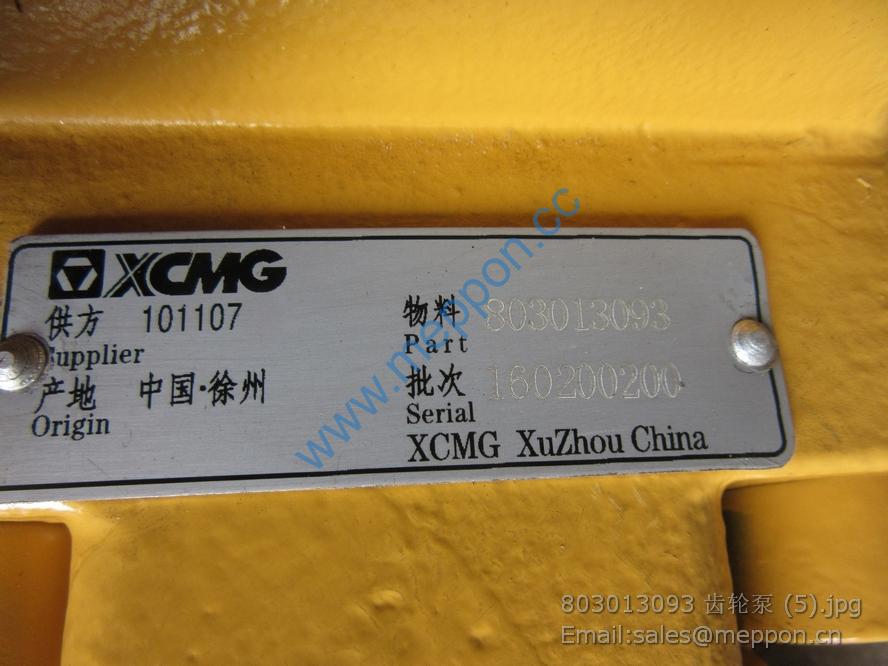 XCMG
供方 101107
Supplier
产地 中国·徐州
Origin
物料 803013093
Part
批次 160200200
Serial
XCMG XuZhou China
www.meppon.cc
803013093 齿轮泵 (5).jpg
Email:sales@meppon.cn